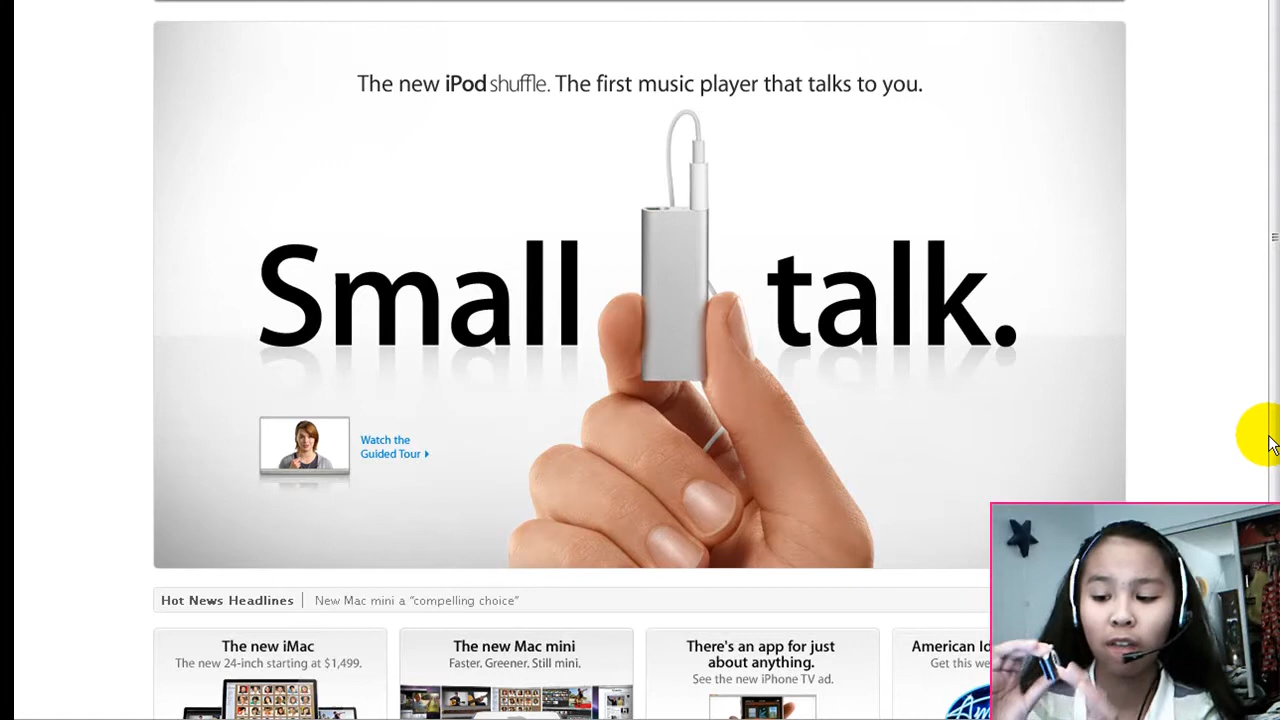 The new iPod shuffle. The first music player that talks to you.
Small talk.
Watch the
Guided Tour
Hot News Headlines
New Mac mini a “compelling choice”
The new iMac
The new 24-inch starting at $1,499.
The new Mac mini
Faster. Greener. Still mini.
There's an app for just
about anything.
See the new iPhone TV ad.
American
Get this